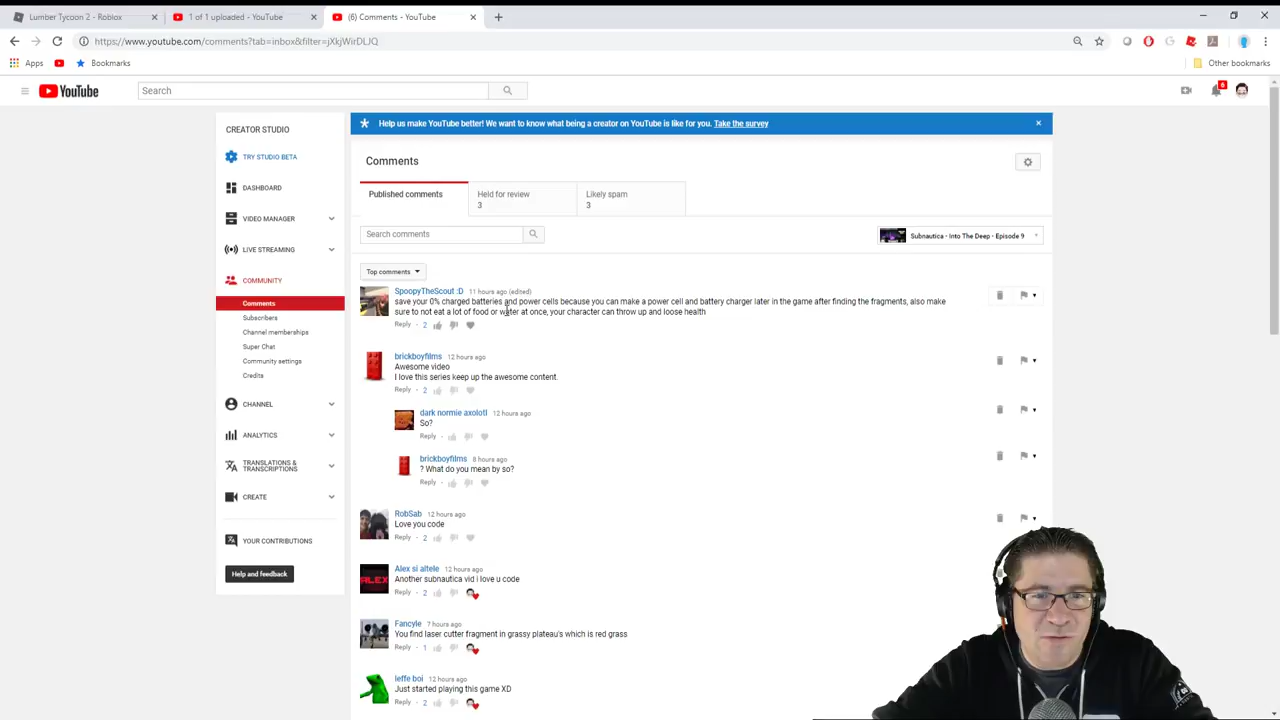 Lumber Tycoon 2 - Roblox
1 of 1 uploaded - YouTube
(6) Comments - YouTube
https://www.youtube.com/comments?tab=inbox&filter=jXkjWirDLJQ
Apps
Bookmarks
Other bookmarks
YouTube
Search
6
CREATOR STUDIO
TRY STUDIO BETA
DASHBOARD
VIDEO MANAGER
LIVE STREAMING
COMMUNITY
Comments
Subscribers
Channel memberships
Super Chat
Community settings
Credits
CHANNEL
ANALYTICS
TRANSLATIONS &
TRANSCRIPTIONS
CREATE
YOUR CONTRIBUTIONS
Help and feedback
Help us make YouTube better! We want to know what being a creator on YouTube is like for you. Take the survey
Comments
Published comments
Held for review
3
Likely spam
3
Search comments
Subnautica - Into The Deep - Episode 9
Top comments
SpoopyTheScout :D 11 hours ago (edited)
save your 0% charged batteries and power cells because you can make a power cell and battery charger later in the game after finding the fragments, also make
sure to not eat a lot of food or water at once, your character can throw up and loose health
Reply · 2
brickboyfilms 12 hours ago
Awesome video
I love this series keep up the awesome content.
Reply · 2
dark normie axolotl 12 hours ago
So?
Reply ·
brickboyfilms 8 hours ago
? What do you mean by so?
Reply ·
RobSab 12 hours ago
Love you code
Reply · 2
Alex si altele 12 hours ago
Another subnautica vid i love u code
Reply · 2
ALEX
Fancyle 7 hours ago
You find laser cutter fragment in grassy plateau's which is red grass
Reply · 1
leffe boi 12 hours ago
Just started playing this game XD
Reply · 2